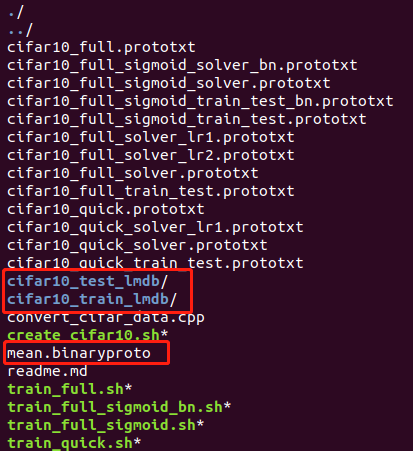 ./
../
cifar10_full.prototxt
cifar10_full_sigmoid_solver_bn.prototxt
cifar10_full_sigmoid_solver.prototxt
cifar10_full_sigmoid_train_test_bn.prototxt
cifar10_full_sigmoid_train_test.prototxt
cifar10_full_solver_lr1.prototxt
cifar10_full_solver_lr2.prototxt
cifar10_full_solver.prototxt
cifar10_full_train_test.prototxt
cifar10_quick.prototxt
cifar10_quick_solver_lr1.prototxt
cifar10_quick_solver.prototxt
cifar10_quick_train_test.prototxt
cifar10_test_lmdb/
cifar10_train_lmdb/
convert_cifar_data.cpp
create_cifar10.sh*
mean.binaryproto
readme.md
train_full.sh*
train_full_sigmoid_bn.sh*
train_full_sigmoid.sh*
train_quick.sh*